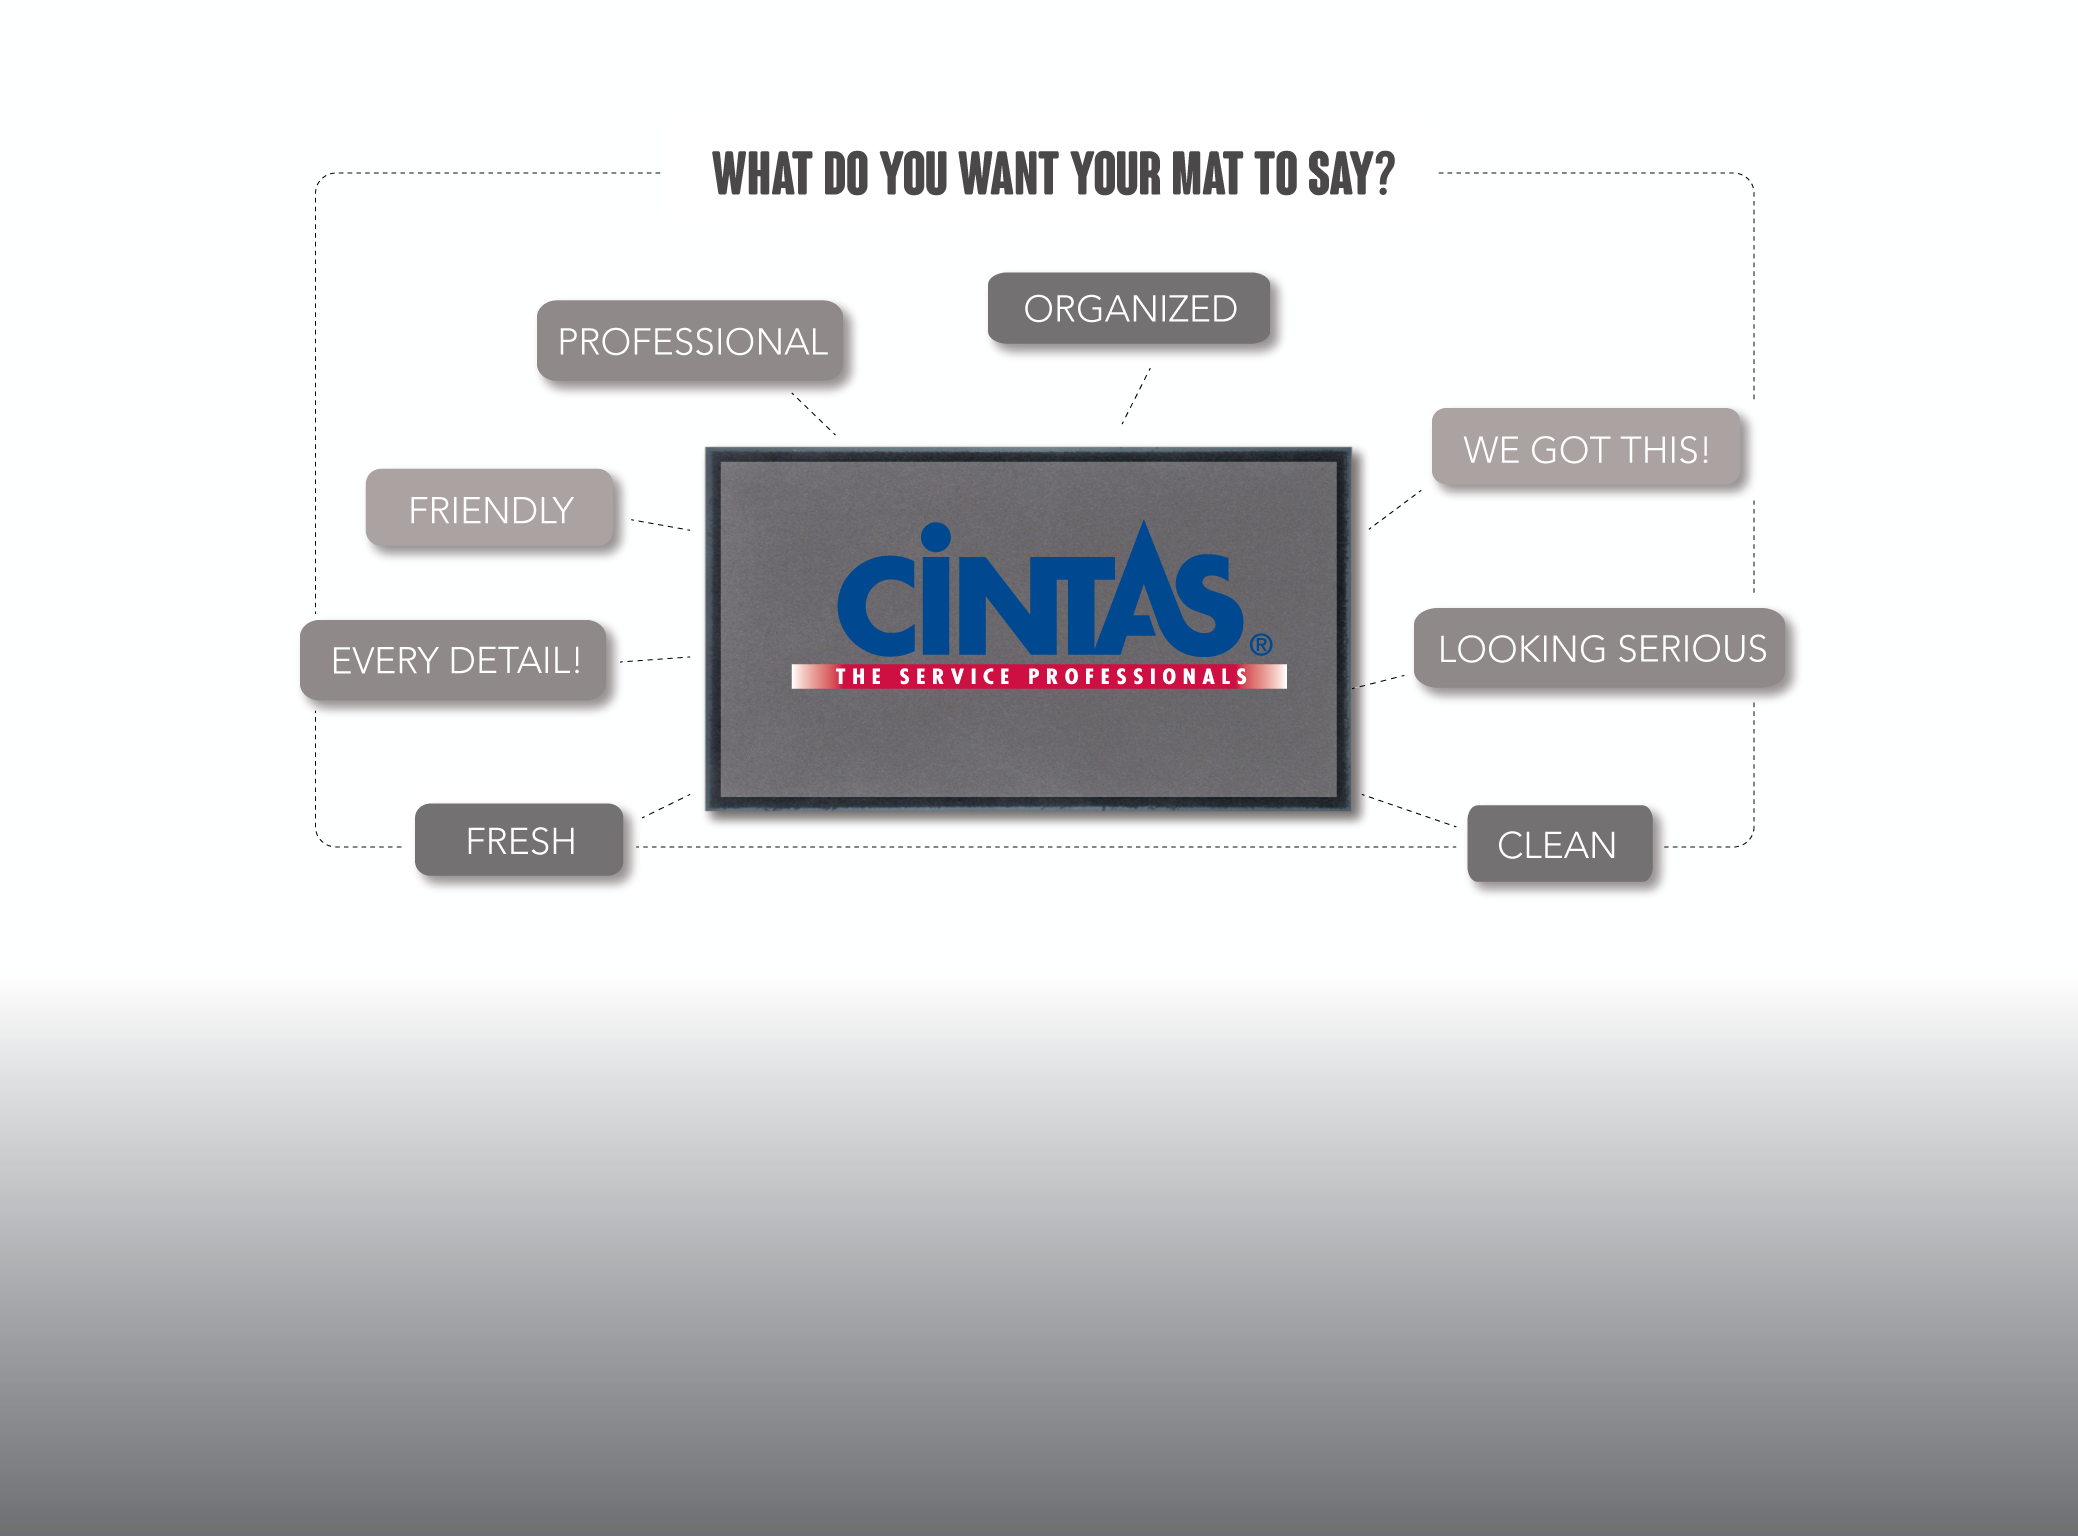 WHAT DO YOU WANT YOUR MAT TO SAY?
ORGANIZED
PROFESSIONAL
WE GOT THIS!
FRIENDLY
CiNTAS®
THE SERVICE PROFESSIONALS
EVERY DETAIL!
LOOKING SERIOUS
FRESH
CLEAN